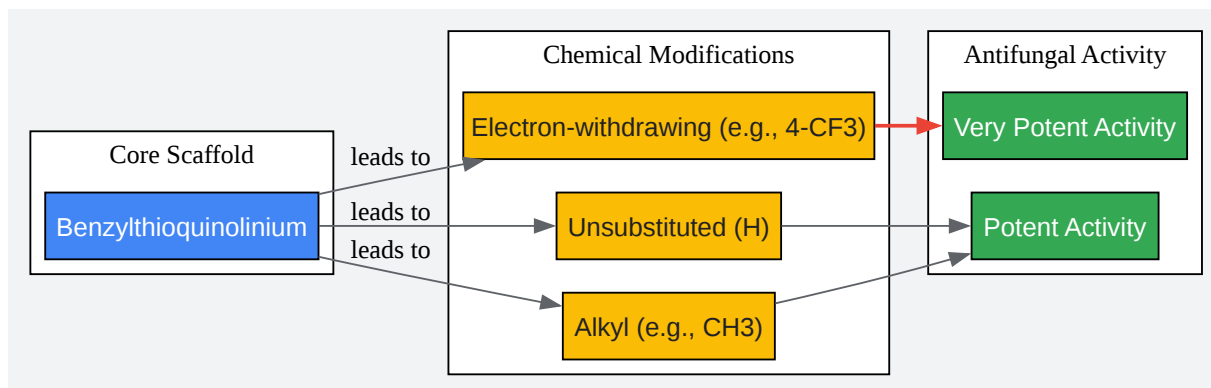 Core Scaffold
Benzylthioquinolinium
leads to
leads to
leads to
Chemical Modifications
Electron-withdrawing (e.g., 4-CF3)
Unsubstituted (H)
Alkyl (e.g., CH3)
Antifungal Activity
Very Potent Activity
Potent Activity